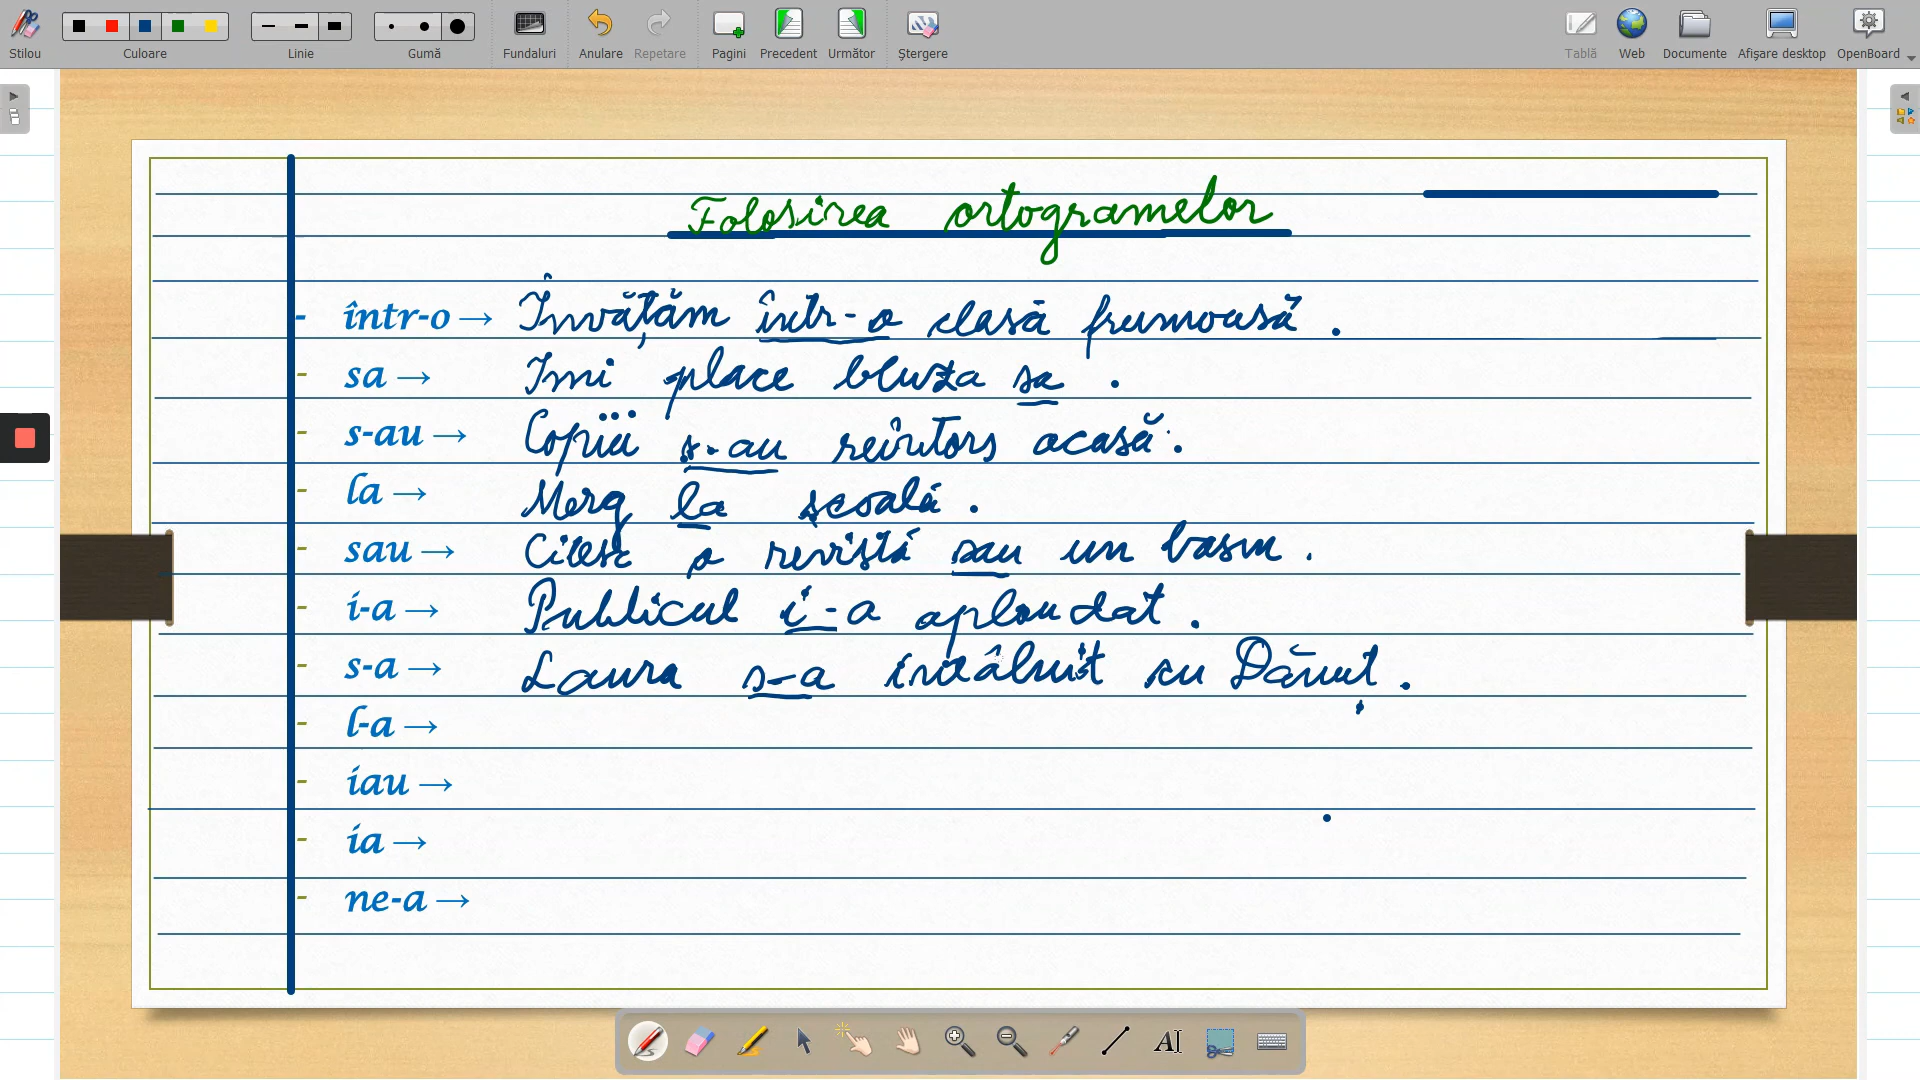 Stilou Culoare Linie Gumă Fundaluri Anulare Repetare Pagini Precedent Următor Ștergere Tablă Web Documente Afișare desktop OpenBoard
Folosirea ortogramelor
- într-o → Învățăm într-o clasă frumoasă.
- sa → Imi place bluza sa.
- s-au → Copiii s-au reîntors acasă.
- la → Merg la școală.
- sau → Citesc o revistă sau un basm.
- i-a → Publicul i-a aplaudat.
- s-a → Laura s-a întâlnit cu Dănuț.
- l-a →
- iau →
- ia →
- ne-a →